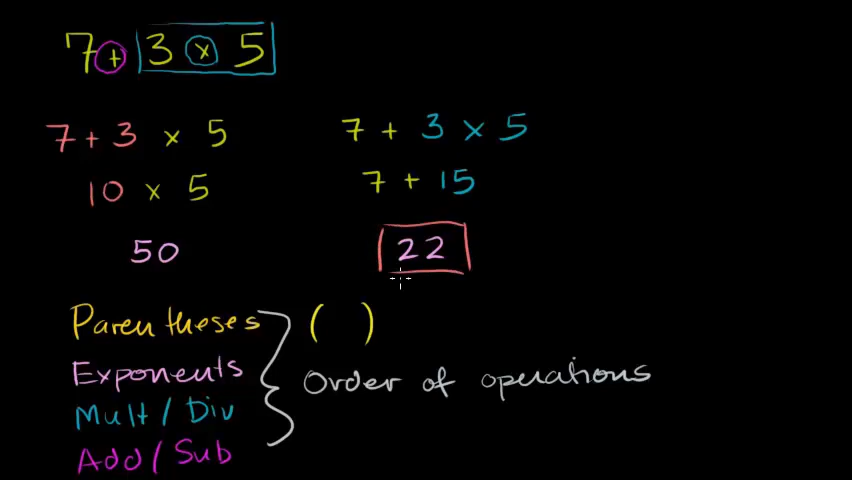 7 + 3 × 5
7 + 3 × 5
10 × 5
50
7 + 3 × 5
7 + 15
22
Parentheses
Exponents
Mult / Div
Add / Sub
( )
Order of operations